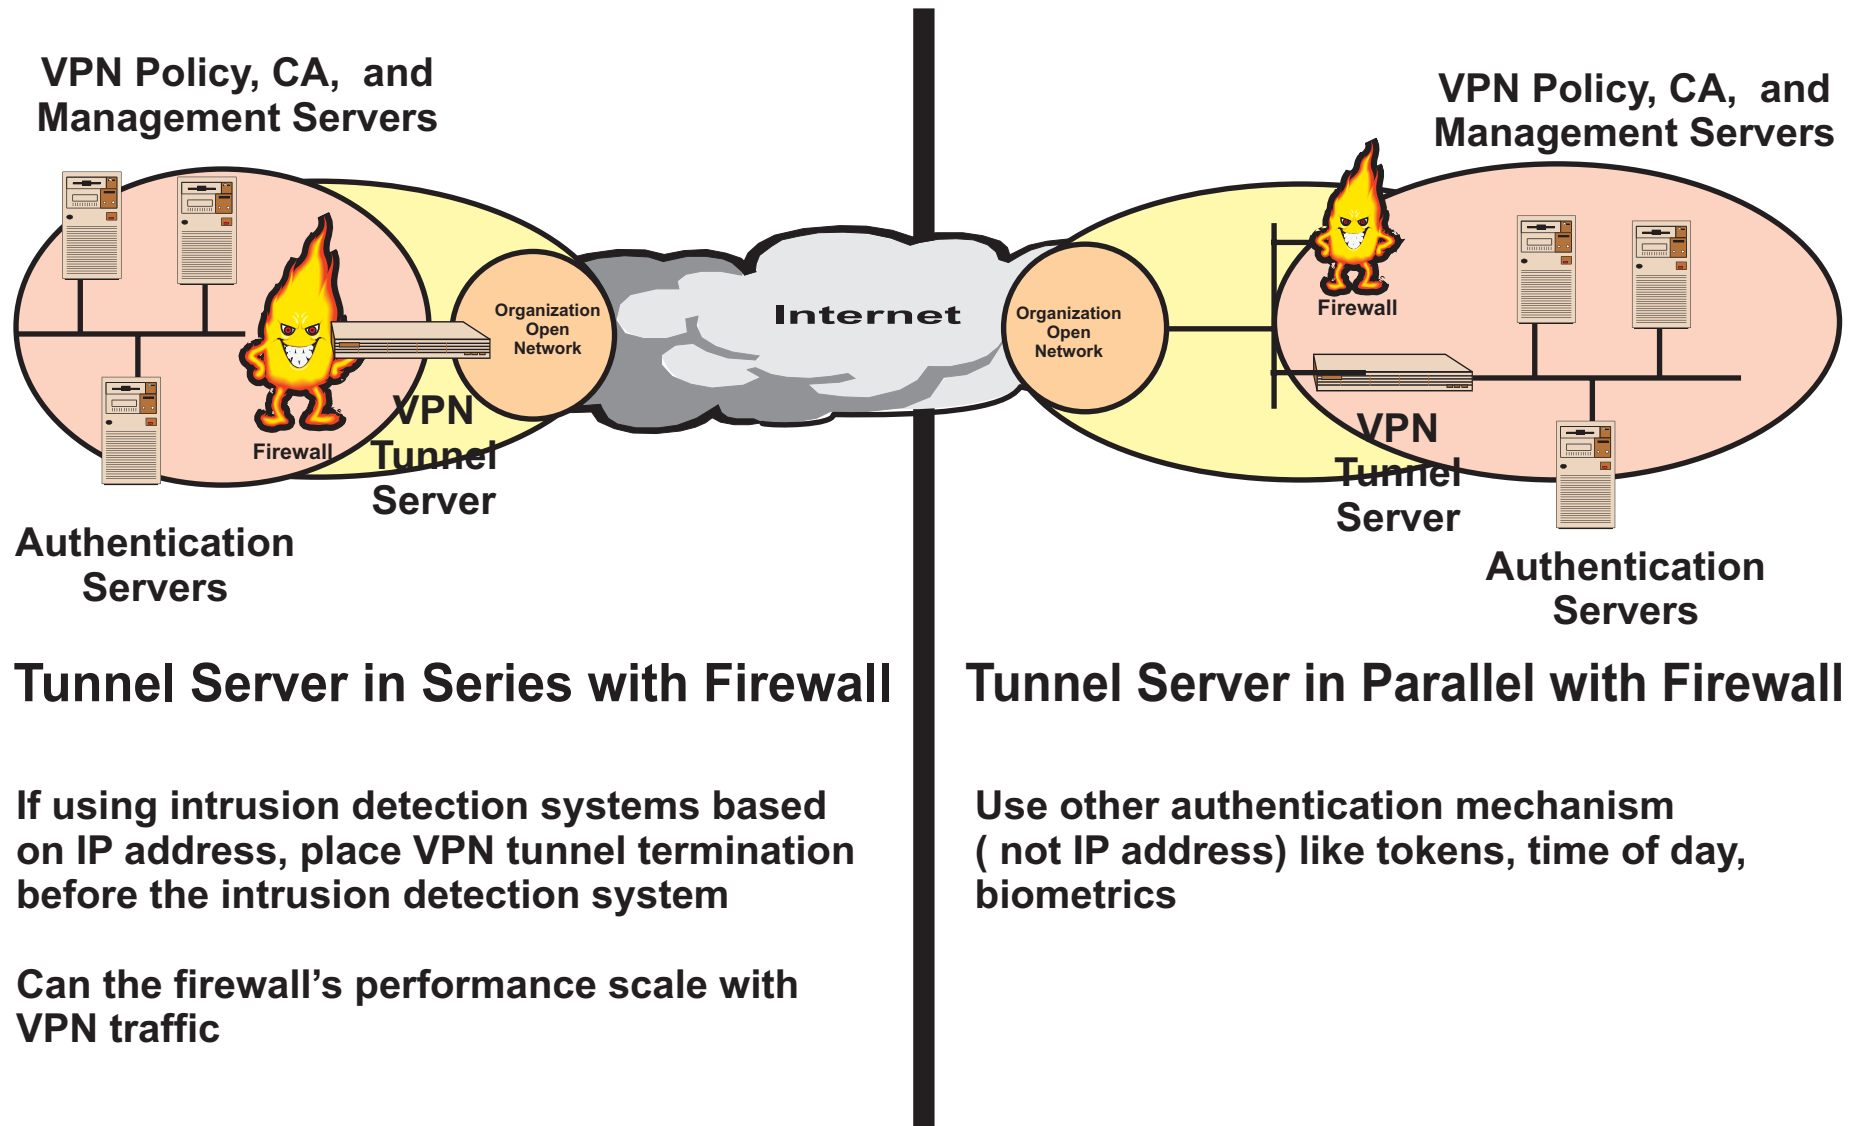 VPN Policy, CA, and
Management Servers
Firewall
VPN
Tunnel
Server
Organization
Open
Network
Authentication
Servers
Internet
VPN Policy, CA, and
Management Servers
Organization
Open
Network
Firewall
VPN
Tunnel
Server
Authentication
Servers
Tunnel Server in Series with Firewall
If using intrusion detection systems based
on IP address, place VPN tunnel termination
before the intrusion detection system
Can the firewall’s performance scale with
VPN traffic
Tunnel Server in Parallel with Firewall
Use other authentication mechanism
( not IP address) like tokens, time of day,
biometrics